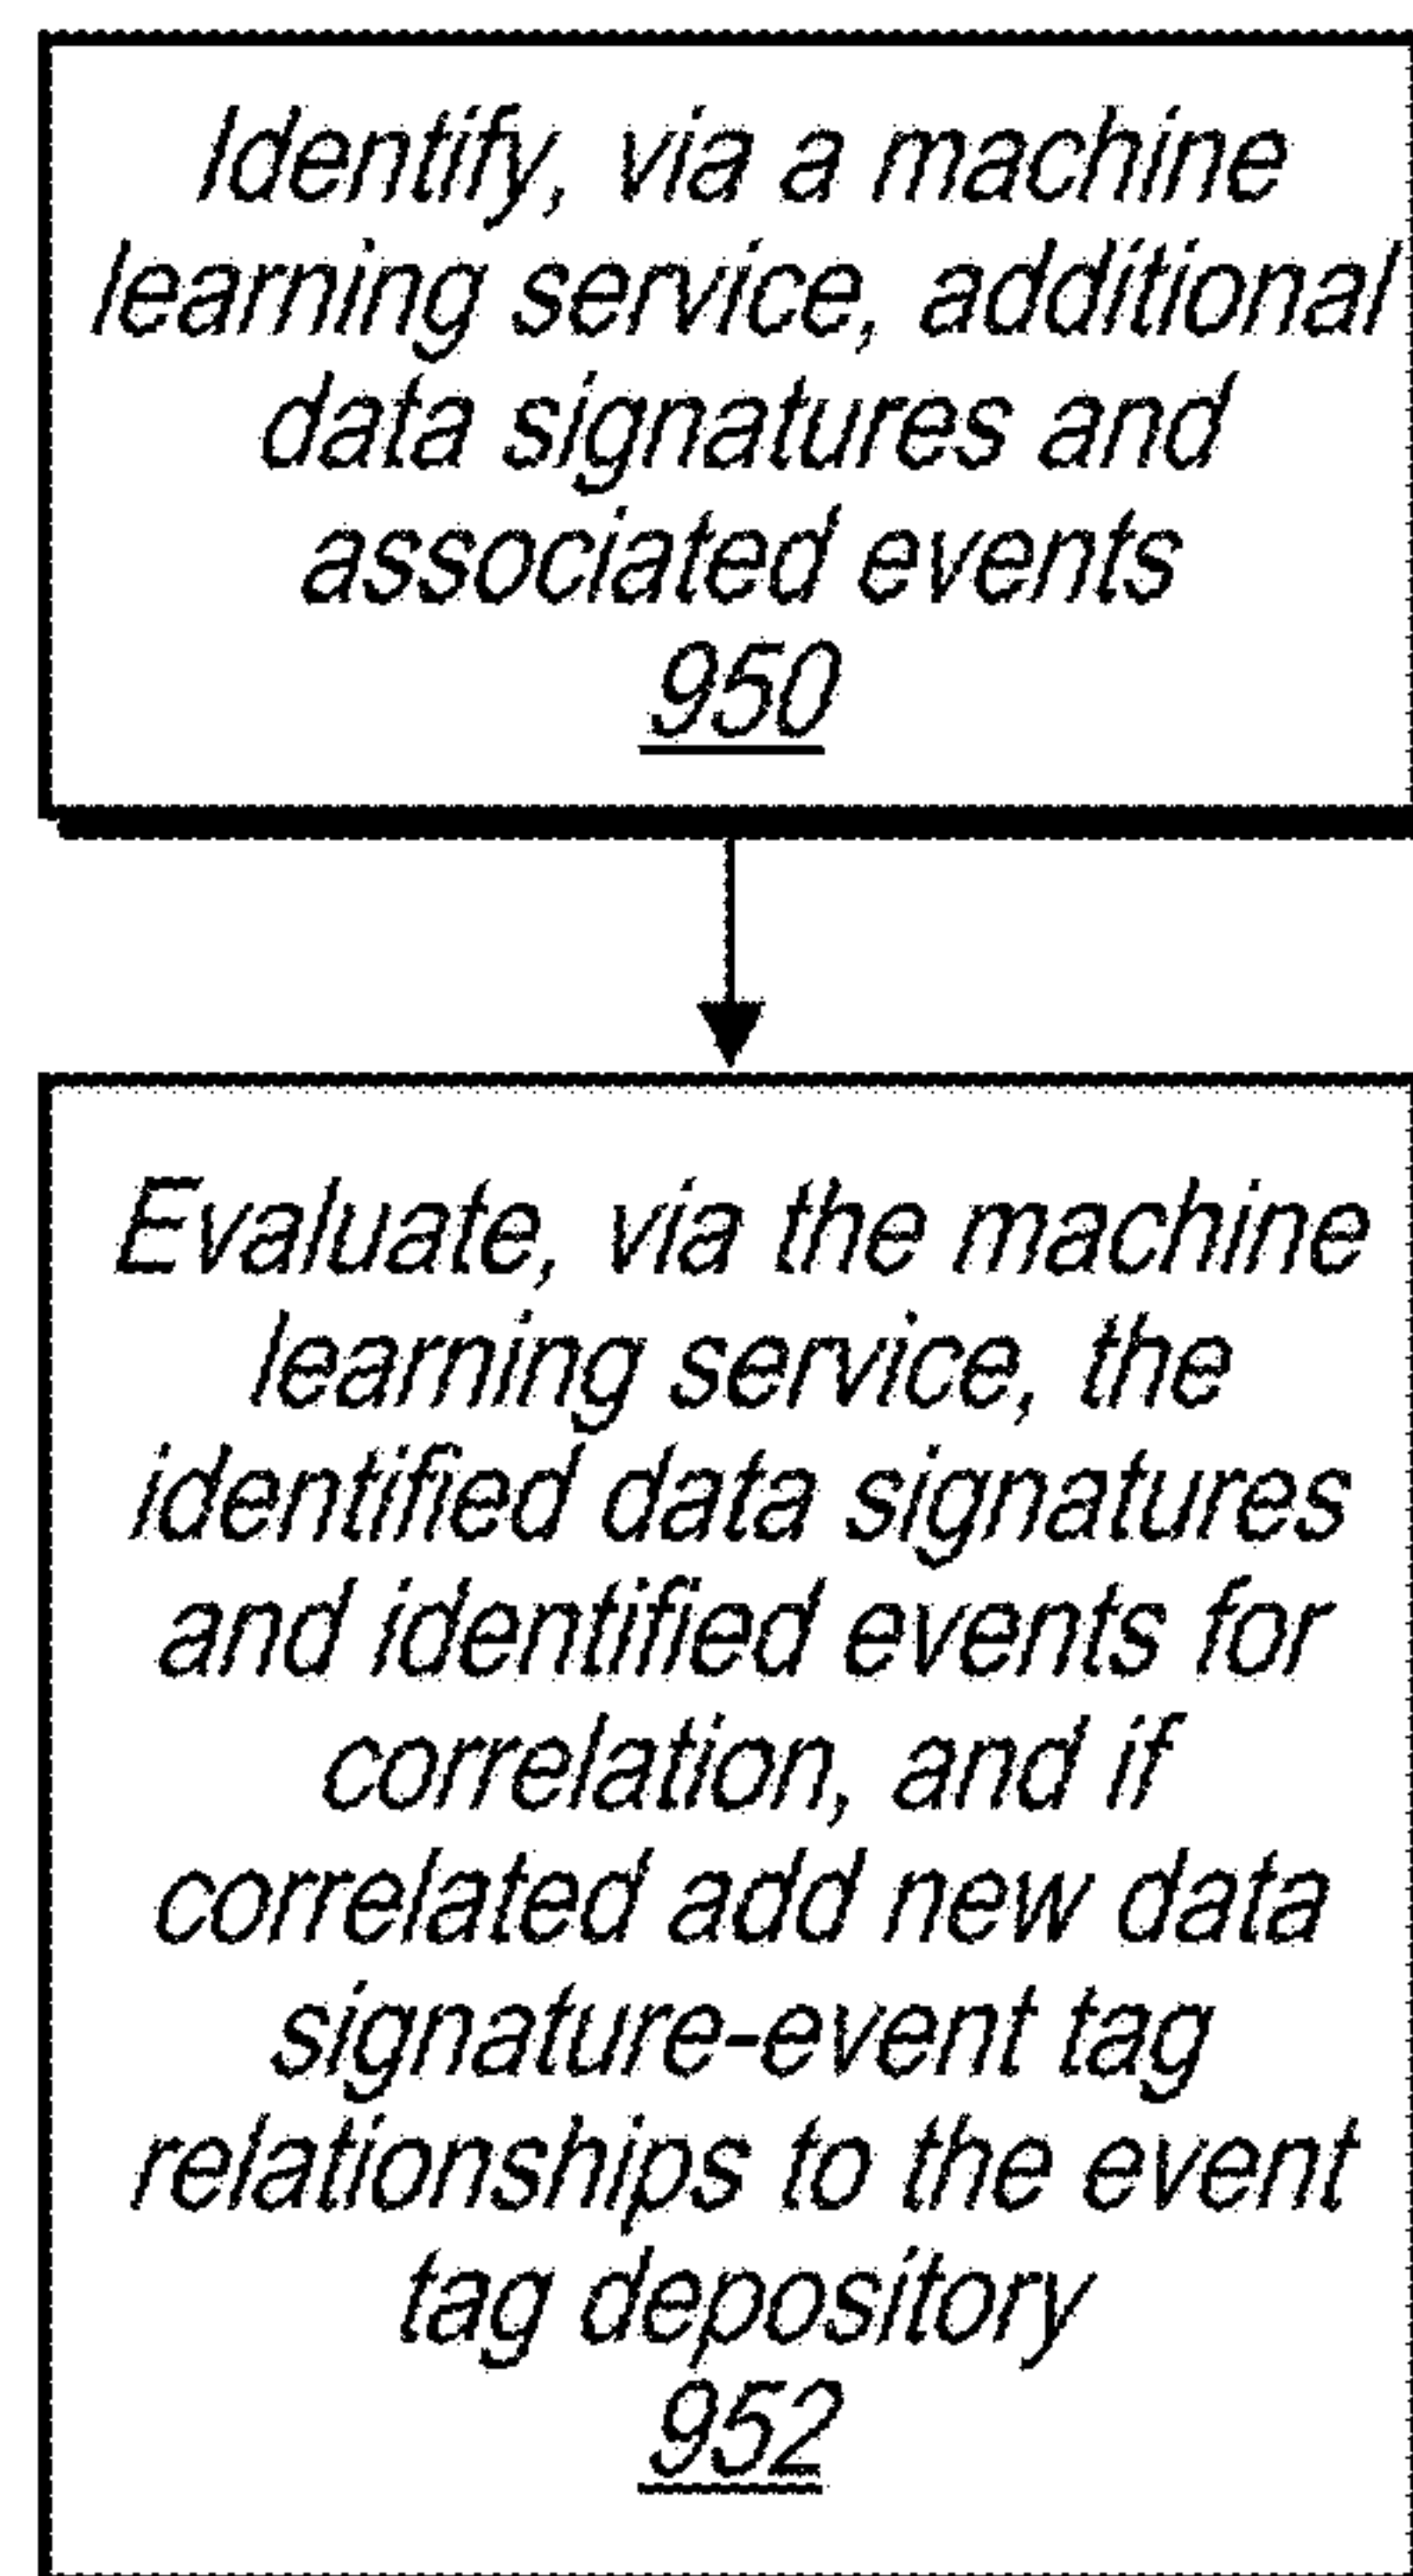 Identify, via a machine
learning service, additional
data signatures and
associated events
950
Evaluate, via the machine
learning service, the
identified data signatures
and identified events for
correlation, and if
correlated add new data
signature-event tag
relationships to the event
tag depository
952